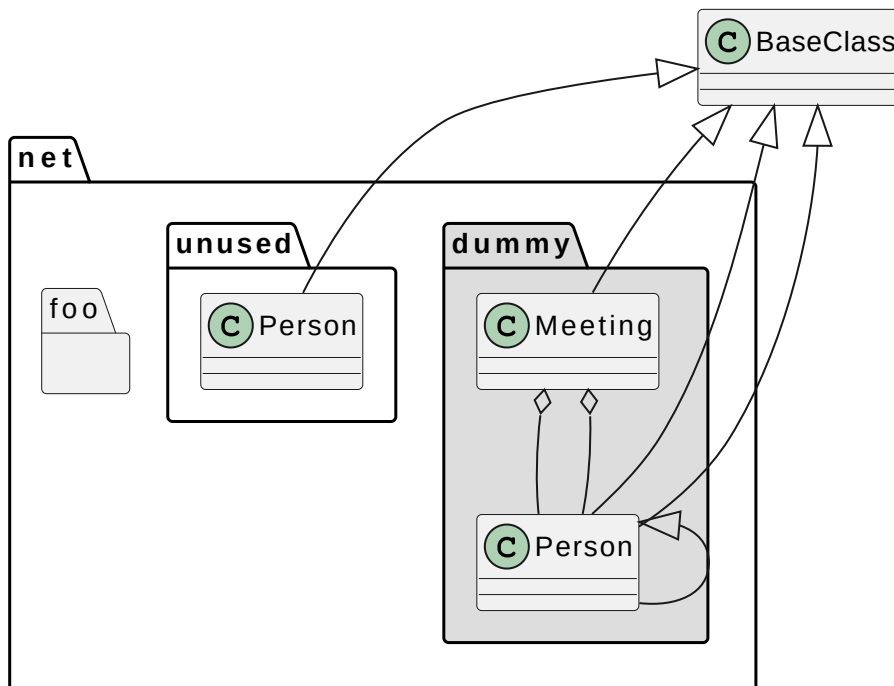 C BaseClass
net
unused
dummy
foo
C Person
C Meeting
C Person